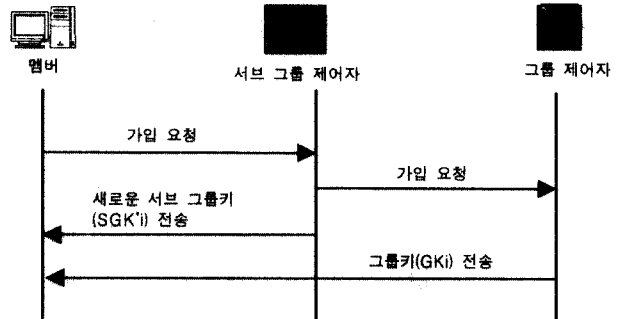 멤버
서브 그룹 제어자
그룹 제어자
가입 요청
가입 요청
새로운 서브 그룹키
(SGK'i) 전송
그룹키(GKi) 전송